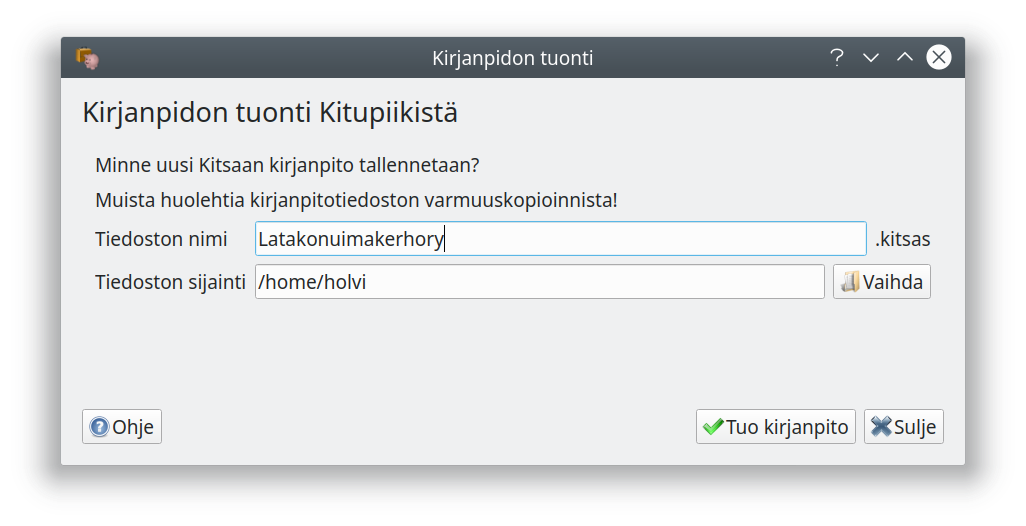 Kirjanpidon tuonti
Kirjanpidon tuonti Kitupiikistä
Minne uusi Kitsaan kirjanpito tallennetaan?
Muista huolehtia kirjanpitotiedoston varmuuskopioinnista!
Tiedoston nimi Latakonuimakerhory .kitsas
Tiedoston sijainti /home/holvi Vaihda
Ohje Tuo kirjanpito Sulje